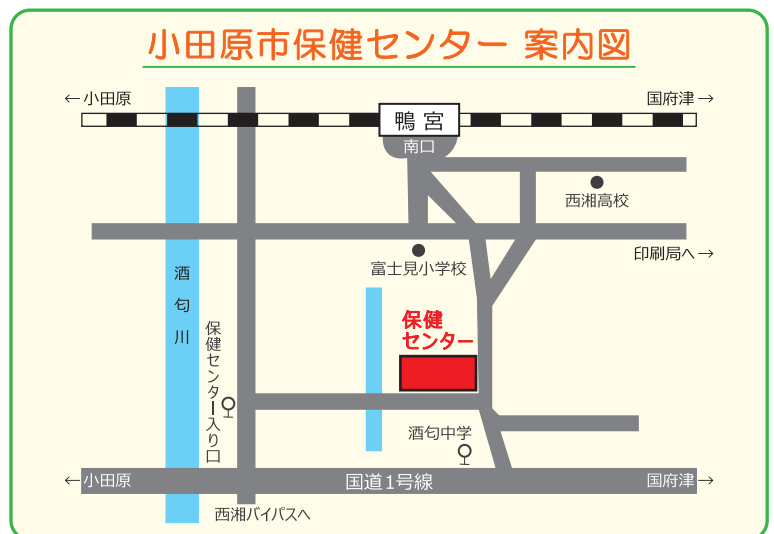 小田原市保健センター 案内図
←小田原
国府津→
鴨宮
南口
西湘高校
印刷局へ→
富士見小学校
酒匂川
保健センター入り口
保健
センター
酒匂中学
←小田原
国道1号線
国府津→
西湘バイパスへ